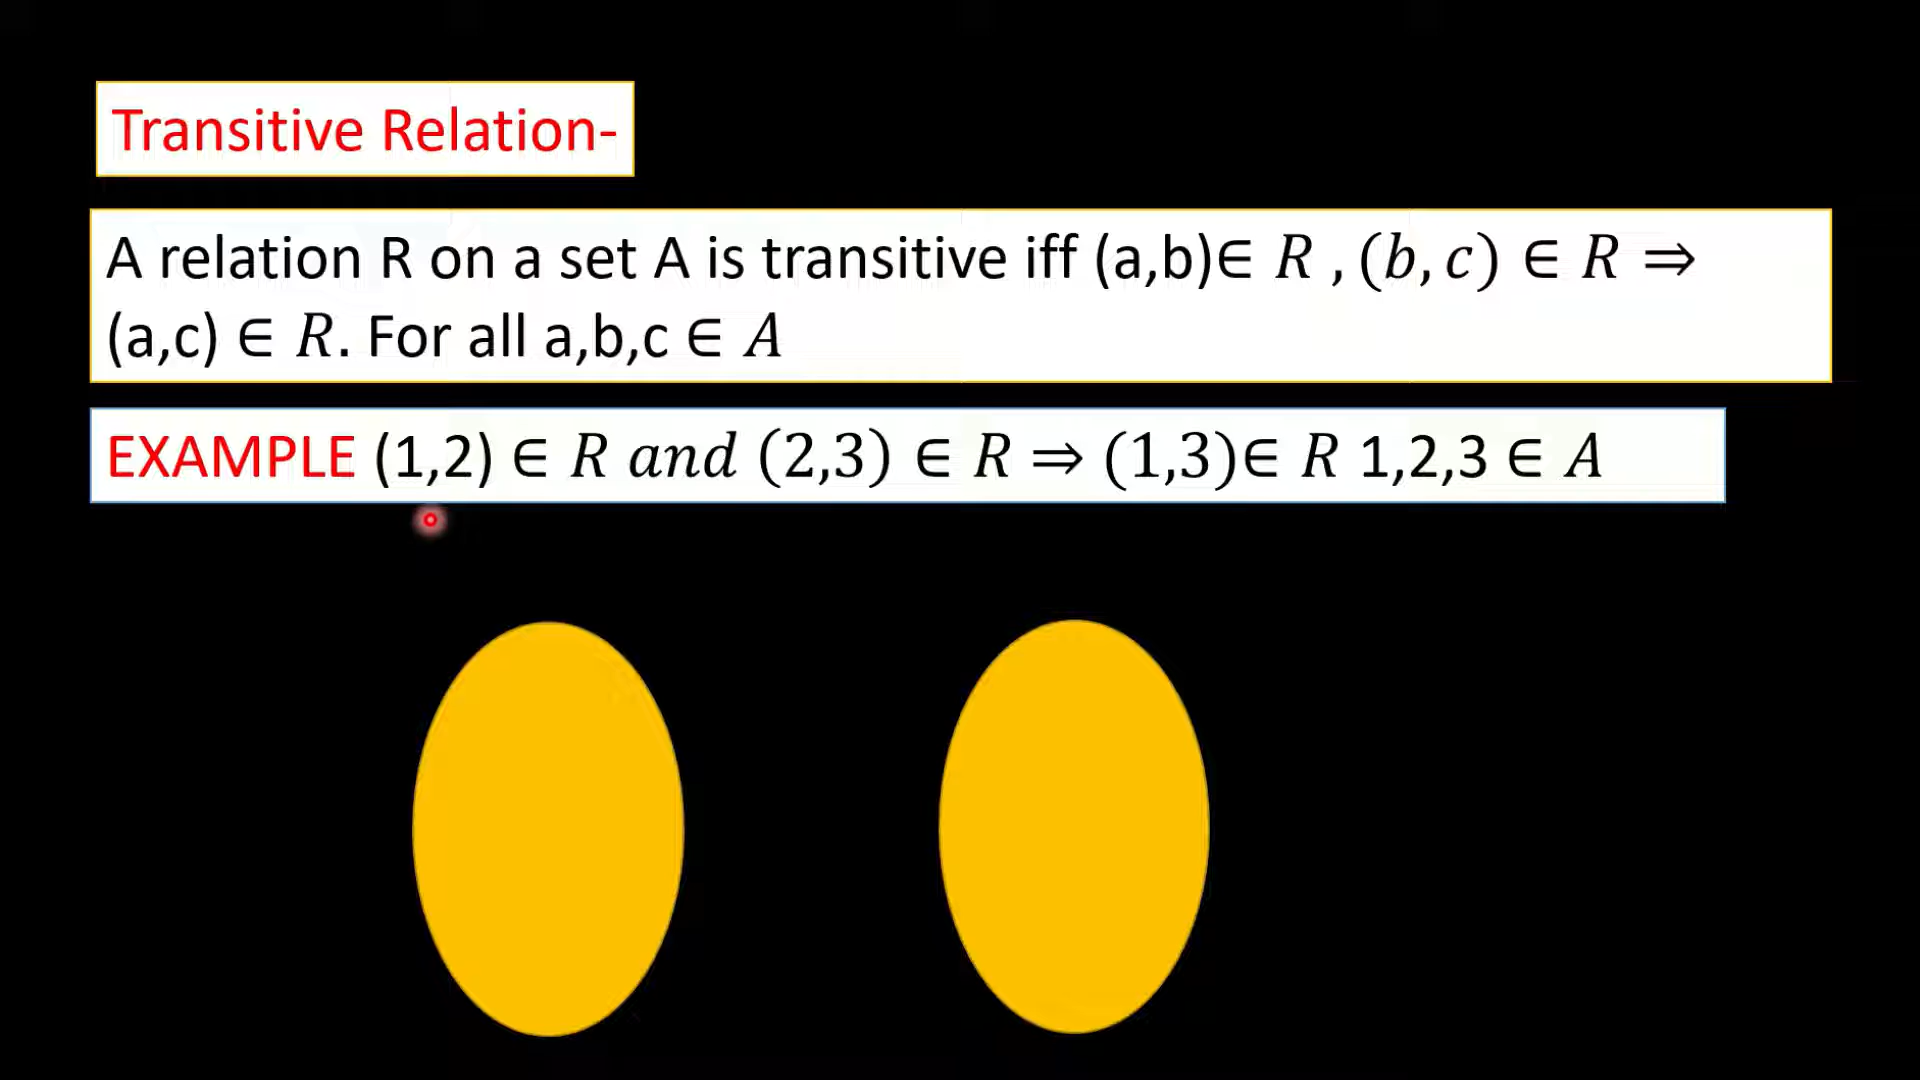 Transitive Relation-
A relation R on a set A is transitive iff (a,b)∈ R , (b, c) ∈ R ⇒
(a,c) ∈ R. For all a,b,c ∈ A
EXAMPLE (1,2) ∈ R and (2,3) ∈ R ⇒ (1,3)∈ R 1,2,3 ∈ A